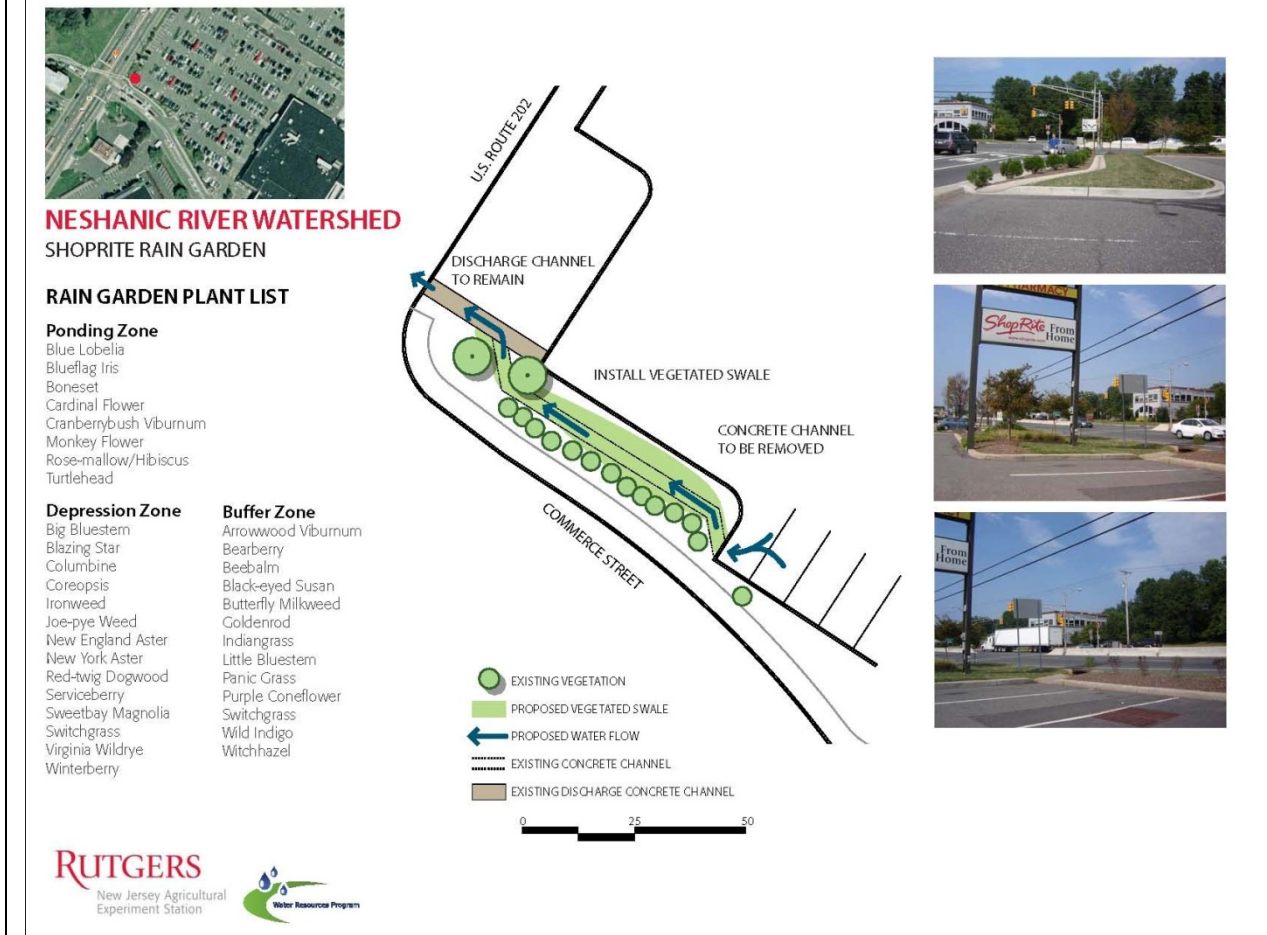 NESHANIC RIVER WATERSHED
SHOPRITE RAIN GARDEN
RAIN GARDEN PLANT LIST
Ponding Zone
Blue Lobelia
Blueflag Iris
Boneset
Cardinal Flower
Cranberrybush Viburnum
Monkey Flower
Rose-mallow/Hibiscus
Turtlehead
Depression Zone
Big Bluestem
Blazing Star
Columbine
Coreopsis
Ironweed
Joe-pye Weed
New England Aster
New York Aster
Red-twig Dogwood
Serviceberry
Sweetbay Magnolia
Switchgrass
Virginia Wildrye
Winterberry
Buffer Zone
Arrowwood Viburnum
Bearberry
Beebalm
Black-eyed Susan
Butterfly Milkweed
Goldenrod
Indiangrass
Little Bluestem
Panic Grass
Purple Coneflower
Switchgrass
Wild Indigo
Witchhazel
U.S. ROUTE 202
DISCHARGE CHANNEL
TO REMAIN
INSTALL VEGETATED SWALE
CONCRETE CHANNEL
TO BE REMOVED
COMMERCE STREET
EXISTING VEGETATION
PROPOSED VEGETATED SWALE
PROPOSED WATER FLOW
EXISTING CONCRETE CHANNEL
EXISTING DISCHARGE CONCRETE CHANNEL
0 25 50
PHARMACY
ShopRite From
Home
From
Home
RUTGERS
New Jersey Agricultural
Experiment Station
Water Resources Program